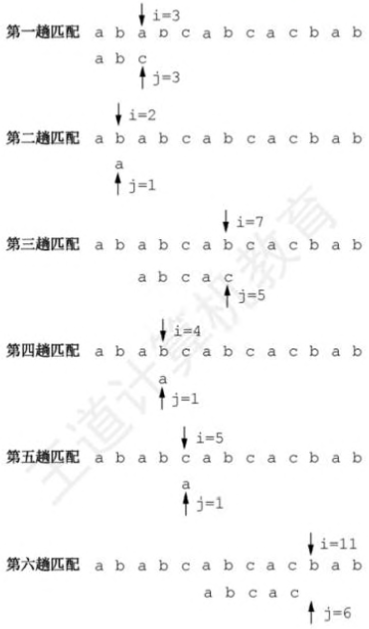 i=3
第一趟匹配 a b a b c a b c a c b a b
a b c
j=3
i=2
第二趟匹配 a b a b c a b c a c b a b
a
j=1
i=7
第三趟匹配 a b a b c a b c a c b a b
a b c a c
j=5
i=4
第四趟匹配 a b a b c a b c a c b a b
a
j=1
i=5
第五趟匹配 a b a b c a b c a c b a b
a
j=1
i=11
第六趟匹配 a b a b c a b c a c b a b
a b c a c
j=6
王道计算机教育